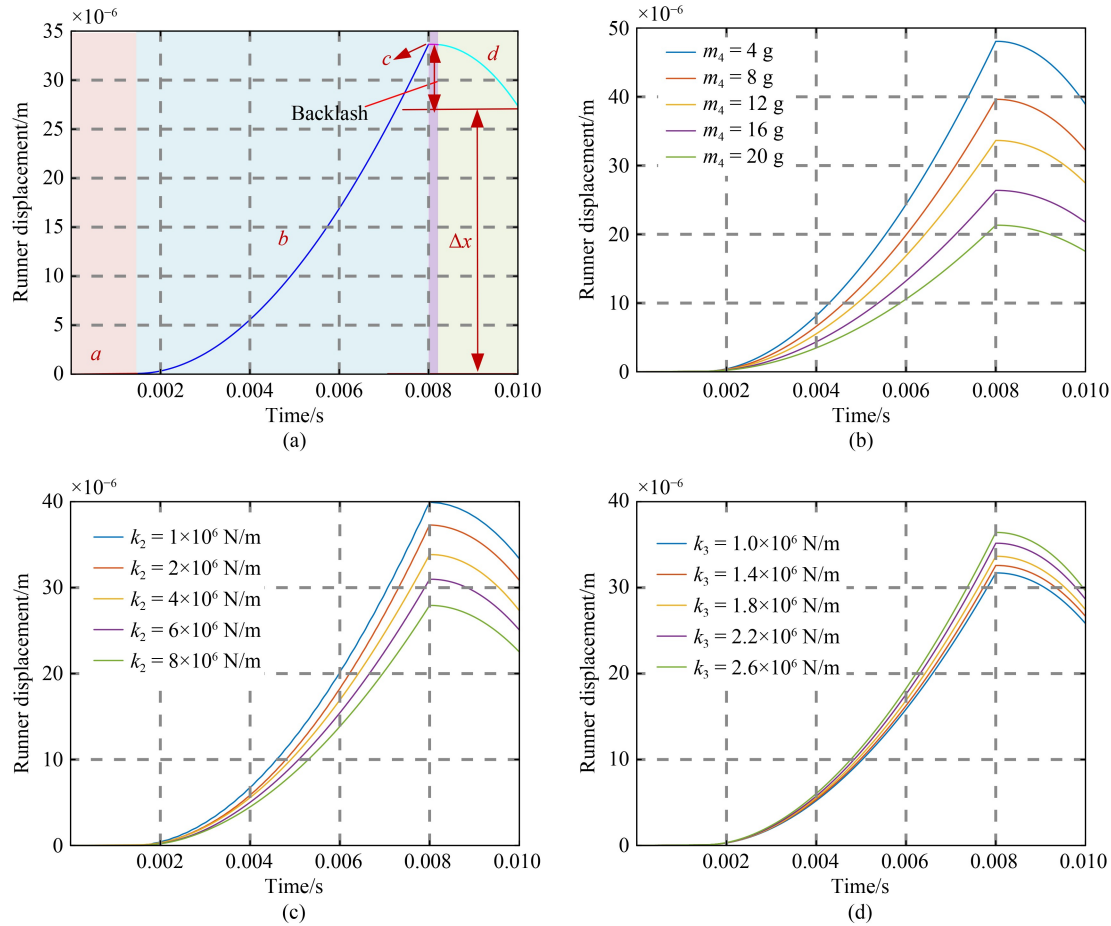 ×10⁻⁶
35
30
25
20
15
10
5
0
Runner displacement/m
a
b
c
d
Backlash
Δx
0.002 0.004 0.006 0.008 0.010
Time/s
(a)
×10⁻⁶
50
40
30
20
10
0
Runner displacement/m
m₄ = 4 g
m₄ = 8 g
m₄ = 12 g
m₄ = 16 g
m₄ = 20 g
0.002 0.004 0.006 0.008 0.010
Time/s
(b)
×10⁻⁶
40
30
20
10
0
Runner displacement/m
k₂ = 1×10⁶ N/m
k₂ = 2×10⁶ N/m
k₂ = 4×10⁶ N/m
k₂ = 6×10⁶ N/m
k₂ = 8×10⁶ N/m
0.002 0.004 0.006 0.008 0.010
Time/s
(c)
×10⁻⁶
40
30
20
10
0
Runner displacement/m
k₃ = 1.0×10⁶ N/m
k₃ = 1.4×10⁶ N/m
k₃ = 1.8×10⁶ N/m
k₃ = 2.2×10⁶ N/m
k₃ = 2.6×10⁶ N/m
0.002 0.004 0.006 0.008 0.010
Time/s
(d)